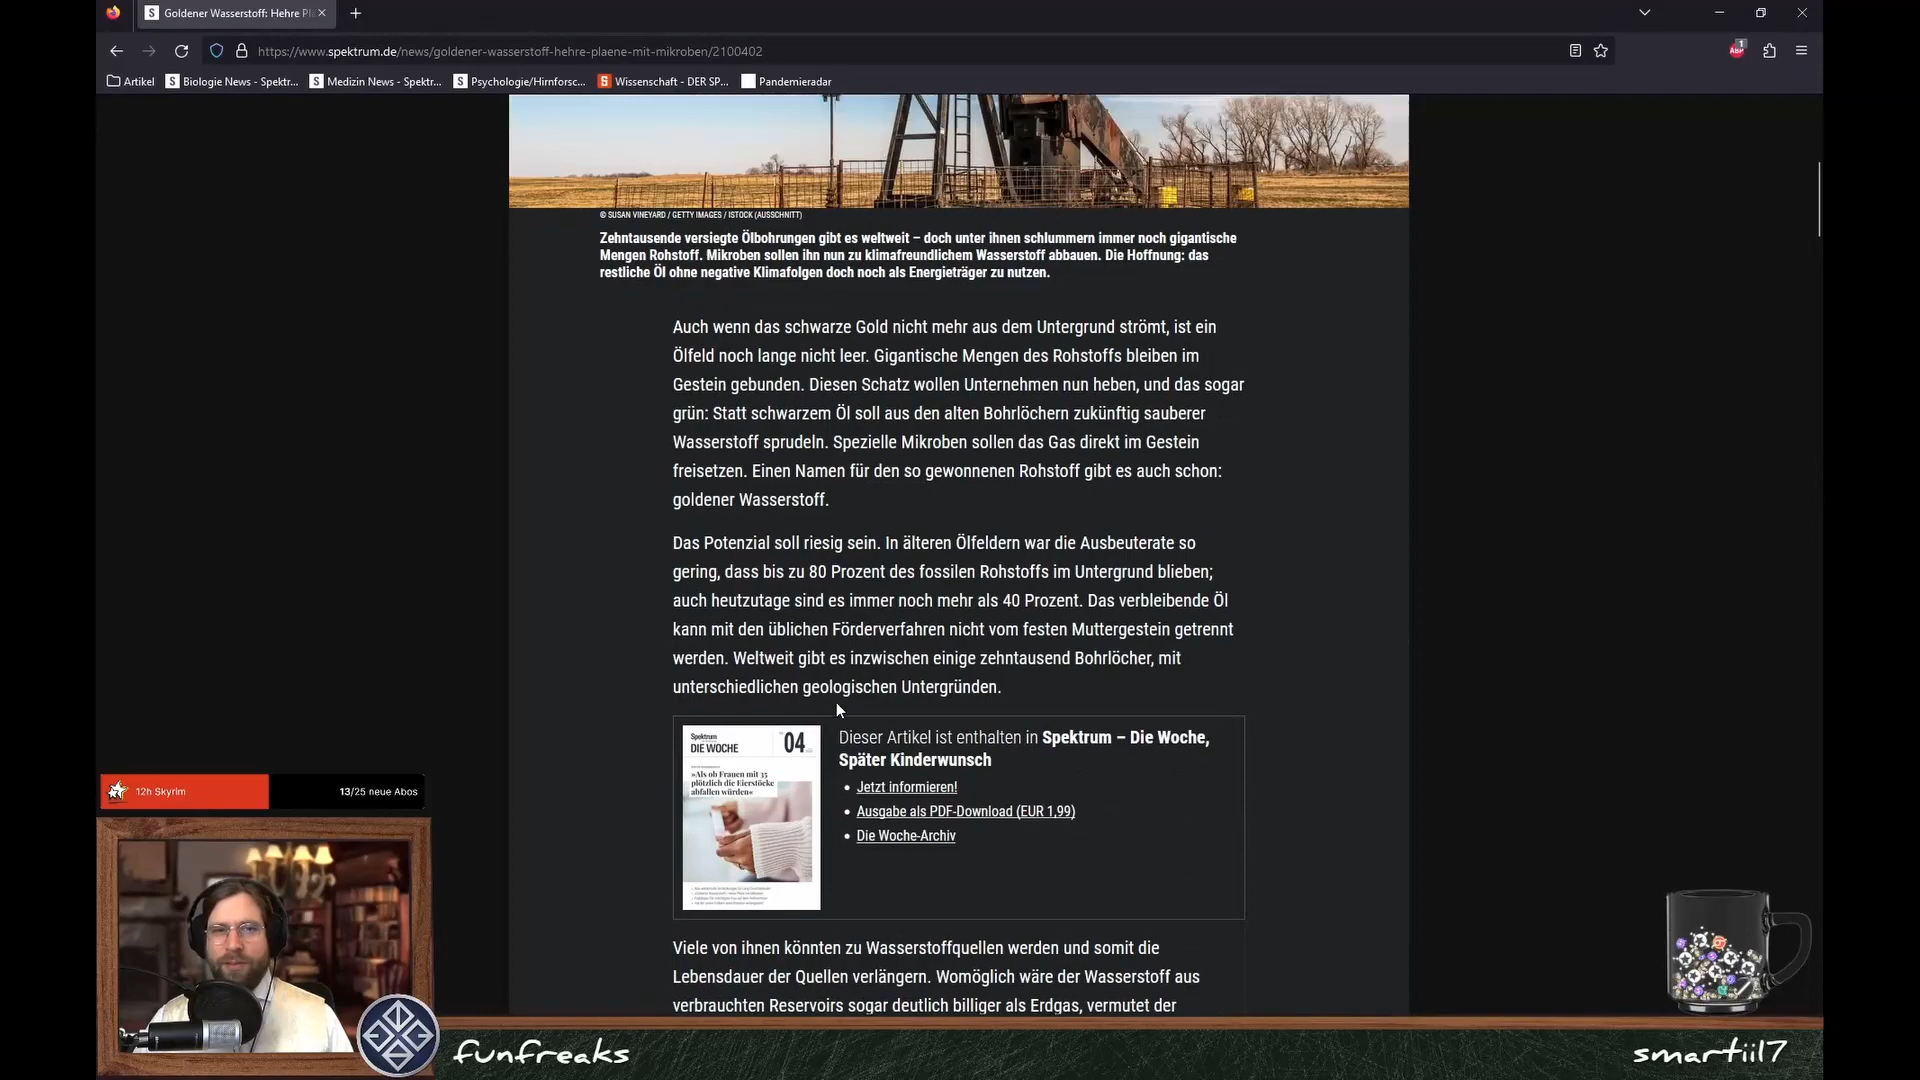 Goldener Wasserstoff: Hehre Pl
https://www.spektrum.de/news/goldener-wasserstoff-hehre-plaene-mit-mikroben/2100402
ABP
1
Artikel
Biologie News - Spektr...
Medizin News - Spektr...
Psychologie/Hirnforsc...
Wissenschaft - DER SP...
Pandemieradar
© SUSAN VINEYARD / GETTY IMAGES / ISTOCK (AUSSCHNITT)
Zehntausende versiegte Ölbohrungen gibt es weltweit – doch unter ihnen schlummern immer noch gigantische
Mengen Rohstoff. Mikroben sollen ihn nun zu klimafreundlichem Wasserstoff abbauen. Die Hoffnung: das
restliche Öl ohne negative Klimafolgen doch noch als Energieträger zu nutzen.
Auch wenn das schwarze Gold nicht mehr aus dem Untergrund strömt, ist ein
Ölfeld noch lange nicht leer. Gigantische Mengen des Rohstoffs bleiben im
Gestein gebunden. Diesen Schatz wollen Unternehmen nun heben, und das sogar
grün: Statt schwarzem Öl soll aus den alten Bohrlöchern zukünftig sauberer
Wasserstoff sprudeln. Spezielle Mikroben sollen das Gas direkt im Gestein
freisetzen. Einen Namen für den so gewonnenen Rohstoff gibt es auch schon:
goldener Wasserstoff.
Das Potenzial soll riesig sein. In älteren Ölfeldern war die Ausbeuterate so
gering, dass bis zu 80 Prozent des fossilen Rohstoffs im Untergrund blieben;
auch heutzutage sind es immer noch mehr als 40 Prozent. Das verbleibende Öl
kann mit den üblichen Förderverfahren nicht vom festen Muttergestein getrennt
werden. Weltweit gibt es inzwischen einige zehntausend Bohrlöcher, mit
unterschiedlichen geologischen Untergründen.
Spektrum
DIE WOCHE
04
»Als ob Frauen mit 35
plötzlich die Eierstöcke
abfallen würden«
Dieser Artikel ist enthalten in Spektrum – Die Woche,
Später Kinderwunsch
Jetzt informieren!
Ausgabe als PDF-Download (EUR 1,99)
Die Woche-Archiv
Viele von ihnen könnten zu Wasserstoffquellen werden und somit die
Lebensdauer der Quellen verlängern. Womöglich wäre der Wasserstoff aus
verbrauchten Reservoirs sogar deutlich billiger als Erdgas, vermutet der
12h Skyrim
13/25 neue Abos
funfreaks
smartiil7